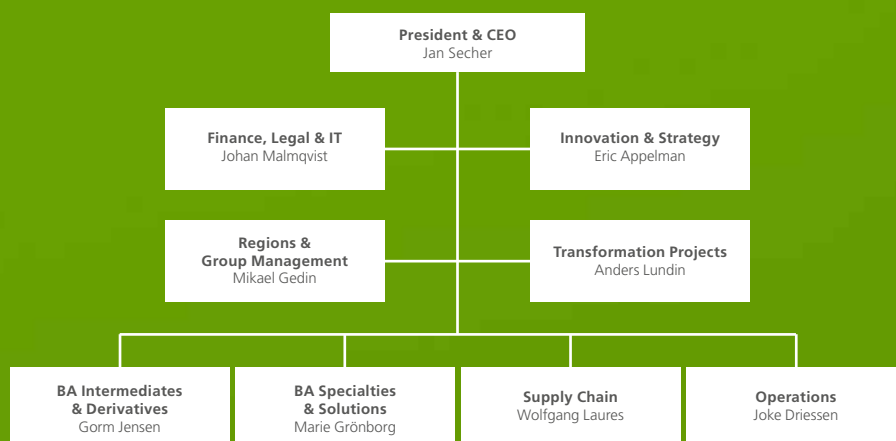 President & CEO
Jan Secher
Finance, Legal & IT
Johan Malmqvist
Innovation & Strategy
Eric Appelman
Regions &
Group Management
Mikael Gedin
Transformation Projects
Anders Lundin
BA Intermediates
& Derivatives
Gorm Jensen
BA Specialties
& Solutions
Marie Grönborg
Supply Chain
Wolfgang Laures
Operations
Joke Driessen